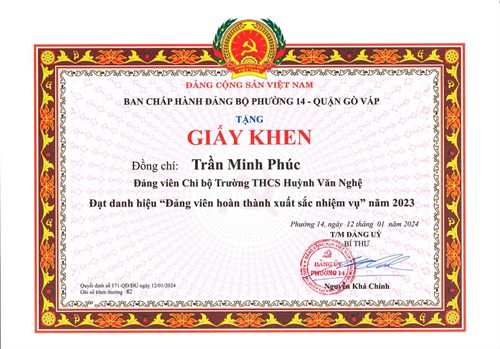 ĐẢNG CỘNG SẢN VIỆT NAM
BAN CHẤP HÀNH ĐẢNG BỘ PHƯỜNG 14 - QUẬN GÒ VẤP
TẶNG
GIẤY KHEN
Đồng chí: Trần Minh Phúc
Đảng viên Chi bộ Trường THCS Huỳnh Văn Nghệ
Đạt danh hiệu “Đảng viên hoàn thành xuất sắc nhiệm vụ” năm 2023
Phường 14, ngày 12 tháng 01 năm 2024
T/M ĐẢNG UỶ
BÍ THƯ
ĐẢNG ỦY
PHƯỜNG 14
Nguyễn Khả Chính
Quyết định số 171-QĐ/ĐU ngày 12/01/2024
Ghi sổ khen thưởng 82